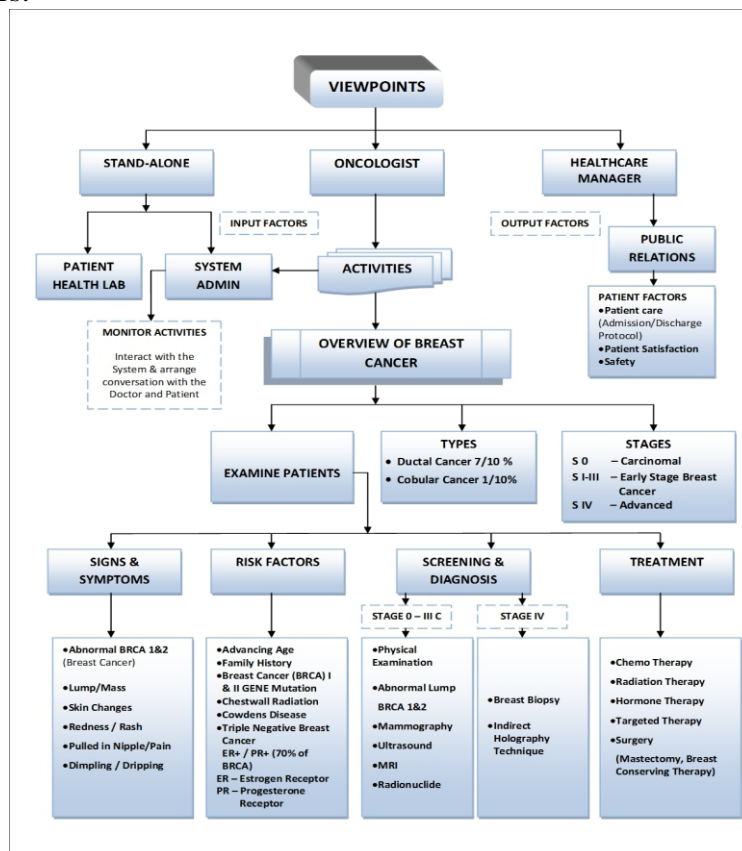 VIEWPOINTS
STAND-ALONE
ONCOLOGIST
HEALTHCARE
MANAGER
INPUT FACTORS
OUTPUT FACTORS
PATIENT
HEALTH LAB
SYSTEM
ADMIN
ACTIVITIES
PUBLIC
RELATIONS
MONITOR ACTIVITIES
Interact with the
System & arrange
conversation with the
Doctor and Patient
PATIENT FACTORS
•Patient care
(Admission/Discharge
Protocol)
•Patient Satisfaction
•Safety
OVERVIEW OF BREAST
CANCER
EXAMINE PATIENTS
TYPES
• Ductal Cancer 7/10 %
• Cobular Cancer 1/10%
STAGES
S 0 – Carcinomal
S I-III – Early Stage Breast
Cancer
S IV – Advanced
SIGNS &
SYMPTOMS
RISK FACTORS
SCREENING &
DIAGNOSIS
TREATMENT
STAGE 0 – III C
STAGE IV
•Abnormal BRCA 1&2
(Breast Cancer)
•Lump/Mass
•Skin Changes
•Redness / Rash
•Pulled in Nipple/Pain
•Dimpling / Dripping
•Advancing Age
•Family History
•Breast Cancer (BRCA) I
& II GENE Mutation
•Chestwall Radiation
•Cowdens Disease
•Triple Negative Breast
Cancer
ER+ / PR+ (70% of
BRCA)
ER – Estrogen Receptor
PR – Progesterone
Receptor
•Physical
Examination
•Abnormal Lump
BRCA 1&2
•Mammography
•Ultrasound
•MRI
•Radionuclide
•Breast Biopsy
•Indirect
Holography
Technique
•Chemo Therapy
•Radiation Therapy
•Hormone Therapy
•Targeted Therapy
•Surgery
(Mastectomy, Breast
Conserving Therapy)